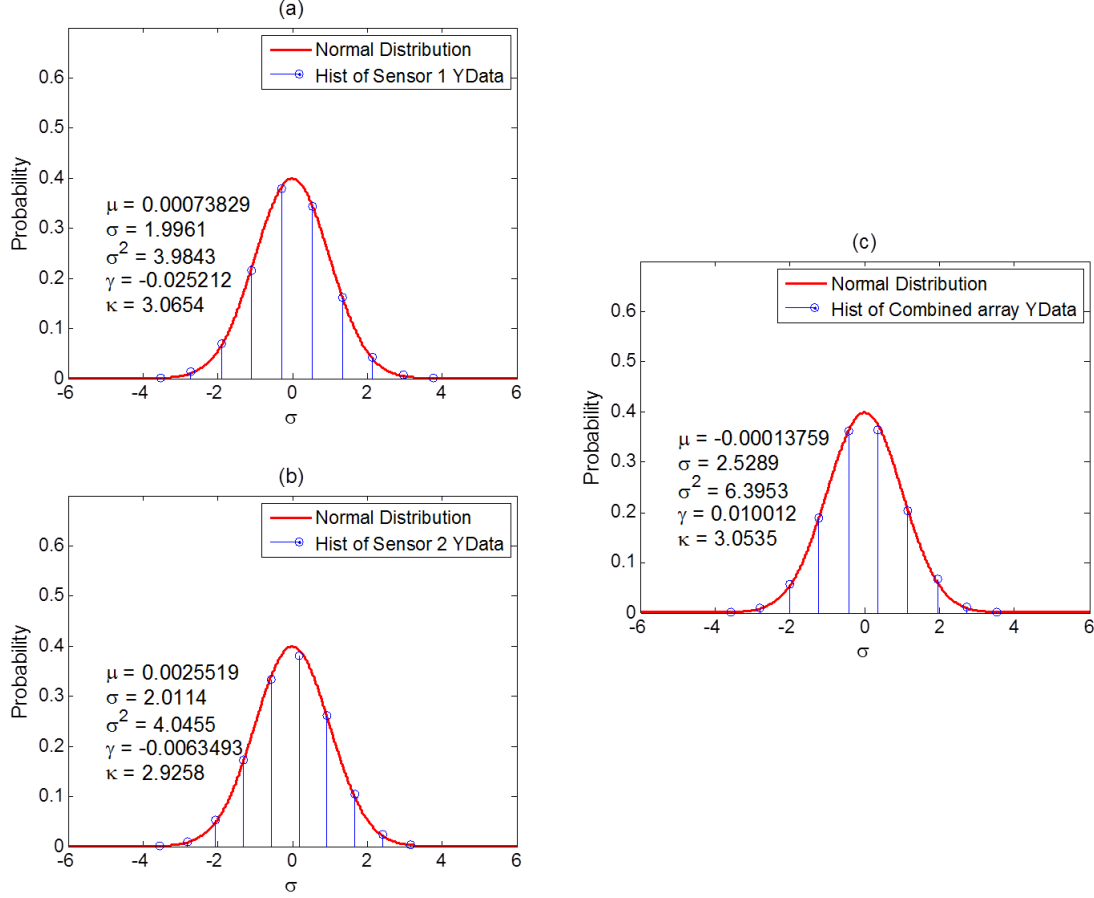 (a)
Normal Distribution
Hist of Sensor 1 YData
μ = 0.00073829
σ = 1.9961
σ² = 3.9843
γ = -0.025212
κ = 3.0654
Probability
0.6
0.5
0.4
0.3
0.2
0.1
0
-6 -4 -2 0 2 4 6
σ
(b)
Normal Distribution
Hist of Sensor 2 YData
μ = 0.0025519
σ = 2.0114
σ² = 4.0455
γ = -0.0063493
κ = 2.9258
Probability
0.6
0.5
0.4
0.3
0.2
0.1
0
-6 -4 -2 0 2 4 6
σ
(c)
Normal Distribution
Hist of Combined array YData
μ = -0.00013759
σ = 2.5289
σ² = 6.3953
γ = 0.010012
κ = 3.0535
Probability
0.6
0.5
0.4
0.3
0.2
0.1
0
-6 -4 -2 0 2 4 6
σ